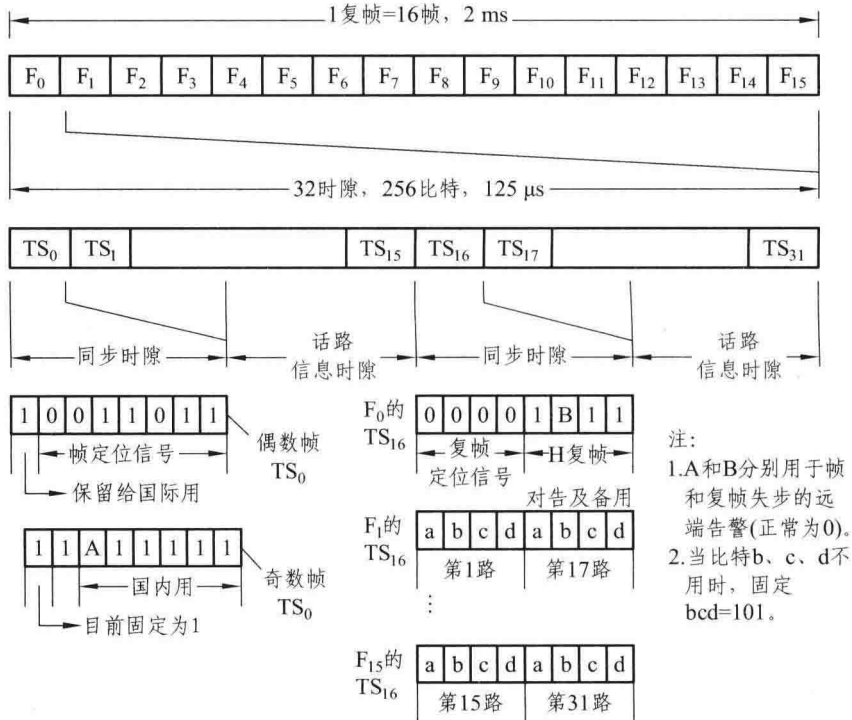 1复帧=16帧，2 ms
F₀ F₁ F₂ F₃ F₄ F₅ F₆ F₇ F₈ F₉ F₁₀ F₁₁ F₁₂ F₁₃ F₁₄ F₁₅
32时隙，256比特，125 μs
TS₀ TS₁ TS₁₅ TS₁₆ TS₁₇ TS₃₁
同步时隙
话路
信息时隙
同步时隙
话路
信息时隙
1 0 0 1 1 0 1 1
帧定位信号
保留给国际用
偶数帧
TS₀
1 1 A 1 1 1 1 1
国内用
目前固定为1
奇数帧
TS₀
F₀的
TS₁₆
0 0 0 0 1 B 1 1
复帧
定位信号
H复帧
对告及备用
F₁的
TS₁₆
a b c d a b c d
第1路 第17路
⋮
F₁₅的
TS₁₆
a b c d a b c d
第15路 第31路
注:
1.A和B分别用于帧
和复帧失步的远
端告警(正常为0)。
2.当比特b、c、d不
用时，固定
bcd=101。